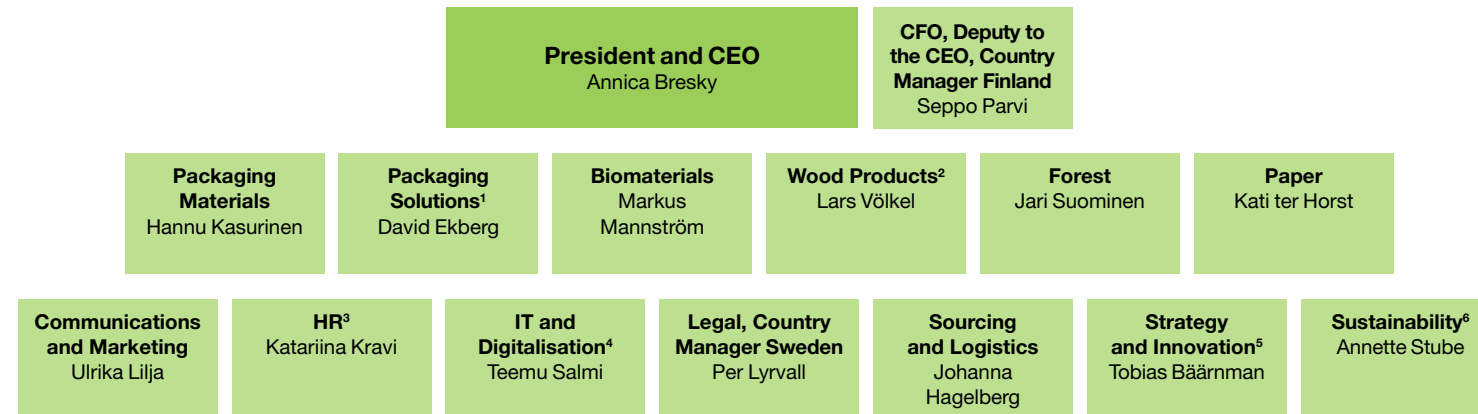 President and CEO
Annica Bresky
CFO, Deputy to
the CEO, Country
Manager Finland
Seppo Parvi
Packaging
Materials
Hannu Kasurinen
Packaging
Solutions¹
David Ekberg
Biomaterials
Markus
Mannström
Wood Products²
Lars Völkel
Forest
Jari Suominen
Paper
Kati ter Horst
Communications
and Marketing
Ulrika Lilja
HR³
Katariina Kravi
IT and
Digitalisation⁴
Teemu Salmi
Legal, Country
Manager Sweden
Per Lyrvall
Sourcing
and Logistics
Johanna
Hagelberg
Strategy
and Innovation⁵
Tobias Bäärnman
Sustainability⁶
Annette Stube